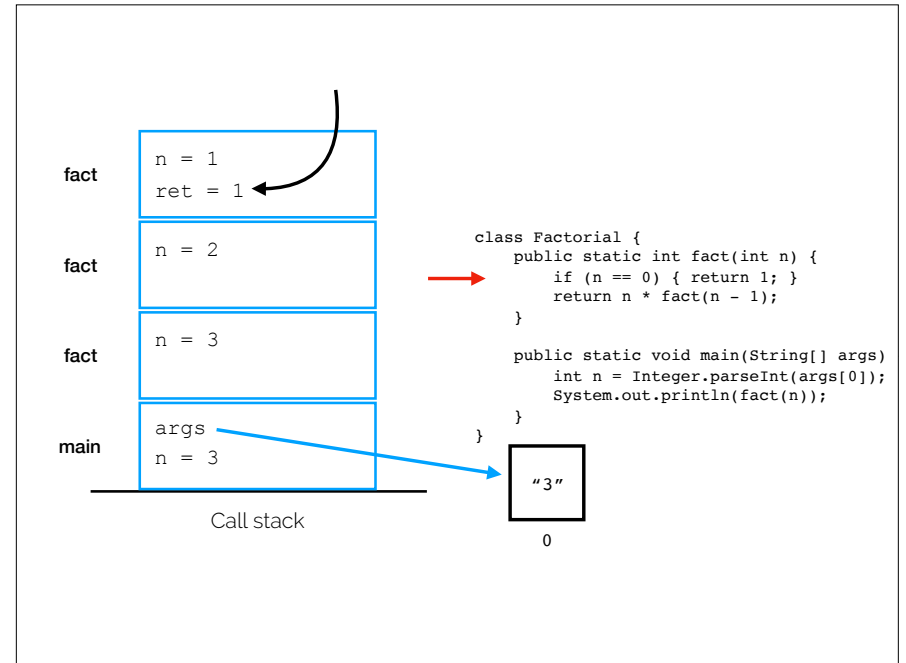 fact
n = 1
ret = 1
fact
n = 2
fact
n = 3
main
args
n = 3
Call stack
class Factorial {
    public static int fact(int n) {
        if (n == 0) { return 1; }
        return n * fact(n - 1);
    }
    public static void main(String[] args)
        int n = Integer.parseInt(args[0]);
        System.out.println(fact(n));
    }
}
“3”
0